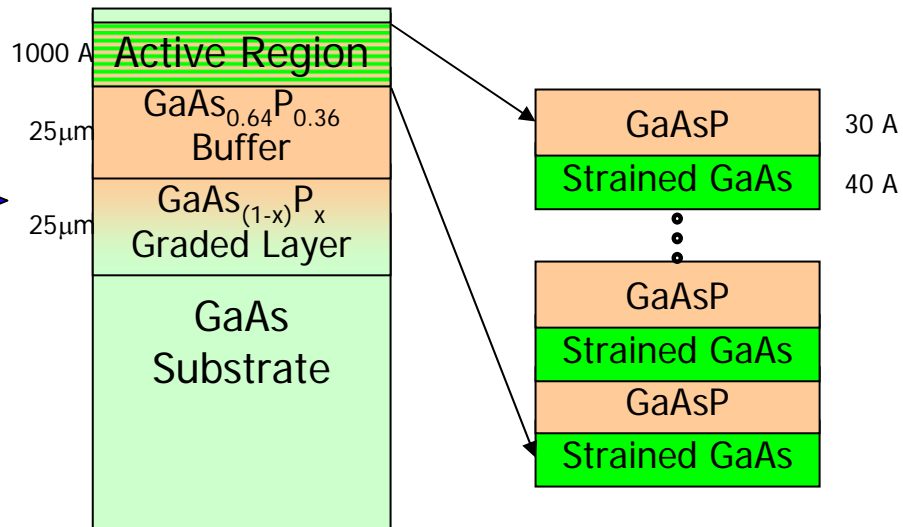 1000 A
Active Region
25μm
GaAs₀.₆₄P₀.₃₆
Buffer
25μm
GaAs₍₁₋ₓ₎Pₓ
Graded Layer
GaAs
Substrate
GaAsP
30 A
Strained GaAs
40 A
GaAsP
Strained GaAs
GaAsP
Strained GaAs